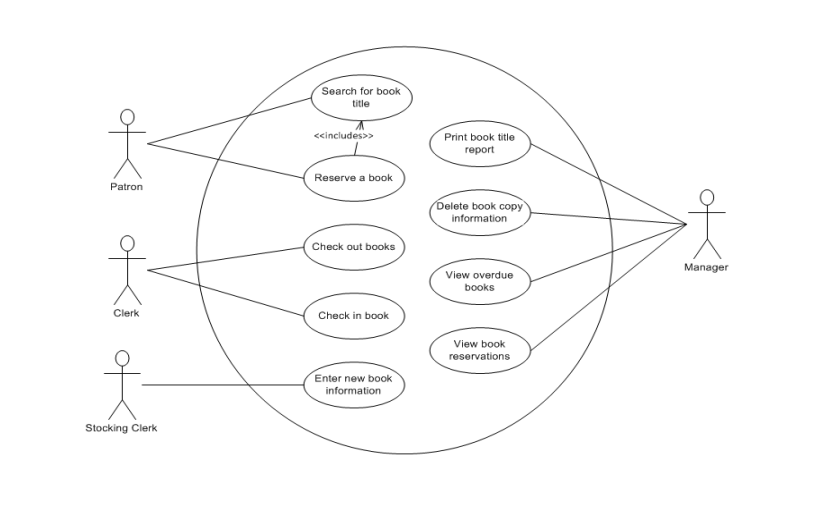 Search for book
title
<<includes>>
Reserve a book
Patron
Check out books
Clerk
Check in book
Enter new book
information
Stocking Clerk
Print book title
report
Delete book copy
information
View overdue
books
View book
reservations
Manager